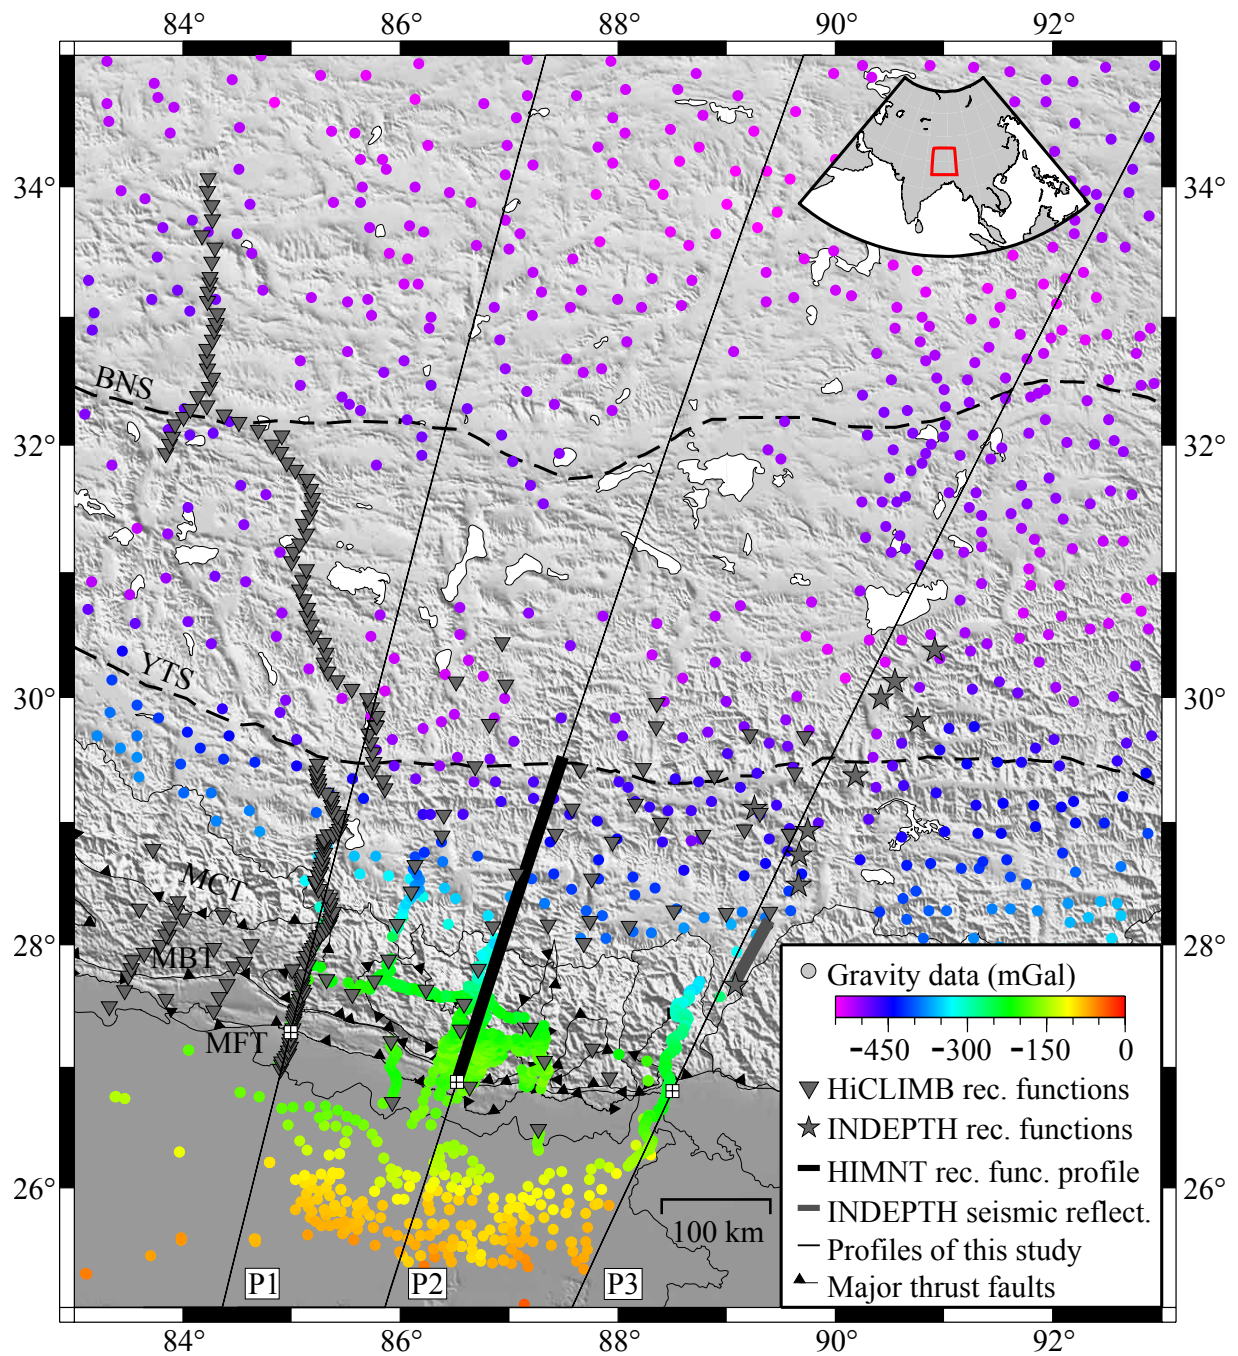 84° 86° 88° 90° 92°
34° 34°
BNS
32° 32°
YTS
30° 30°
MCT
28° 28°
MBT
MFT
26° 26°
100 km
P1 P2 P3
Gravity data (mGal)
−450 −300 −150 0
HiCLIMB rec. functions
INDEPTH rec. functions
HIMNT rec. func. profile
INDEPTH seismic reflect.
Profiles of this study
Major thrust faults
84° 86° 88° 90° 92°